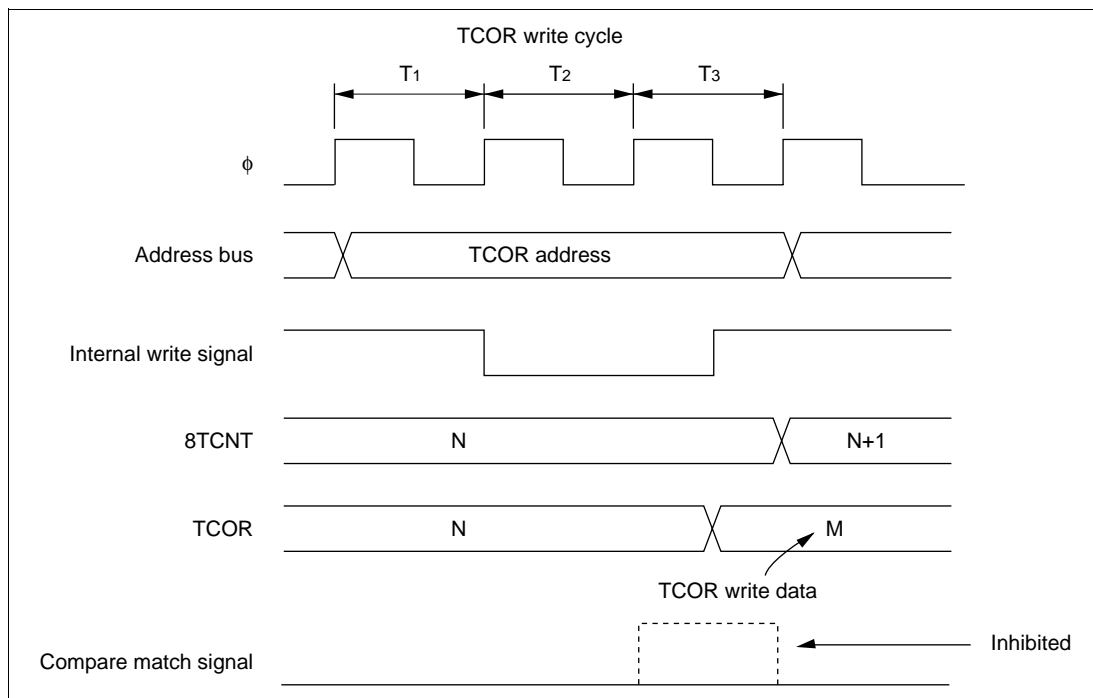 TCOR write cycle
T1 T2 T3
ϕ
Address bus TCOR address
Internal write signal
8TCNT N N+1
TCOR N M
TCOR write data
Compare match signal Inhibited